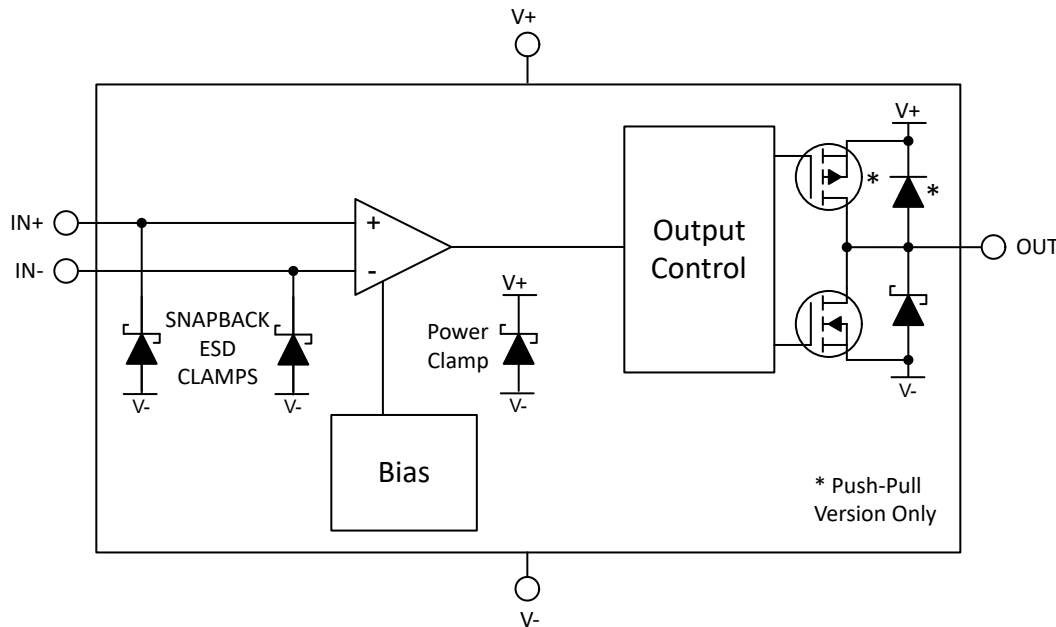 V+
V+
*
*
IN+
+
Output
Control
OUT
IN-
-
V+
SNAPBACK
ESD
CLAMPS
Power
Clamp
V-
V-
V-
V-
Bias
* Push-Pull
Version Only
V-